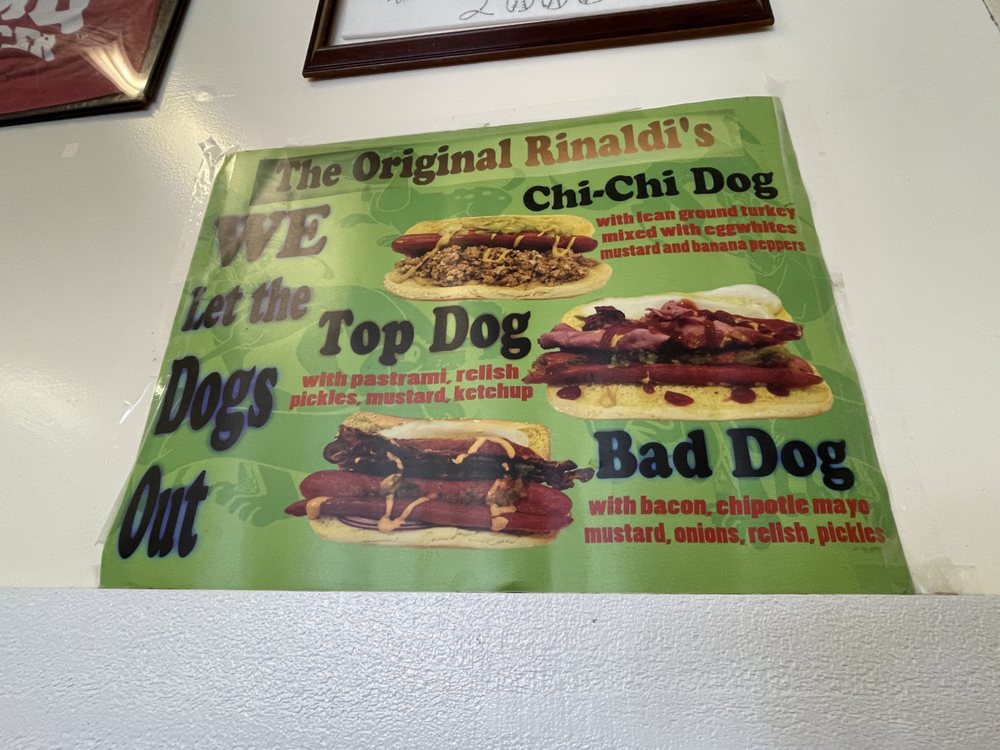 The Original Rinaldi's
WE
Let the
Dogs
Out
Chi-Chi Dog
with lean ground turkey
mixed with eggwhites
mustard and banana peppers
Top Dog
with pastrami, relish
pickles, mustard, ketchup
Bad Dog
with bacon, chipotle mayo
mustard, onions, relish, pickles